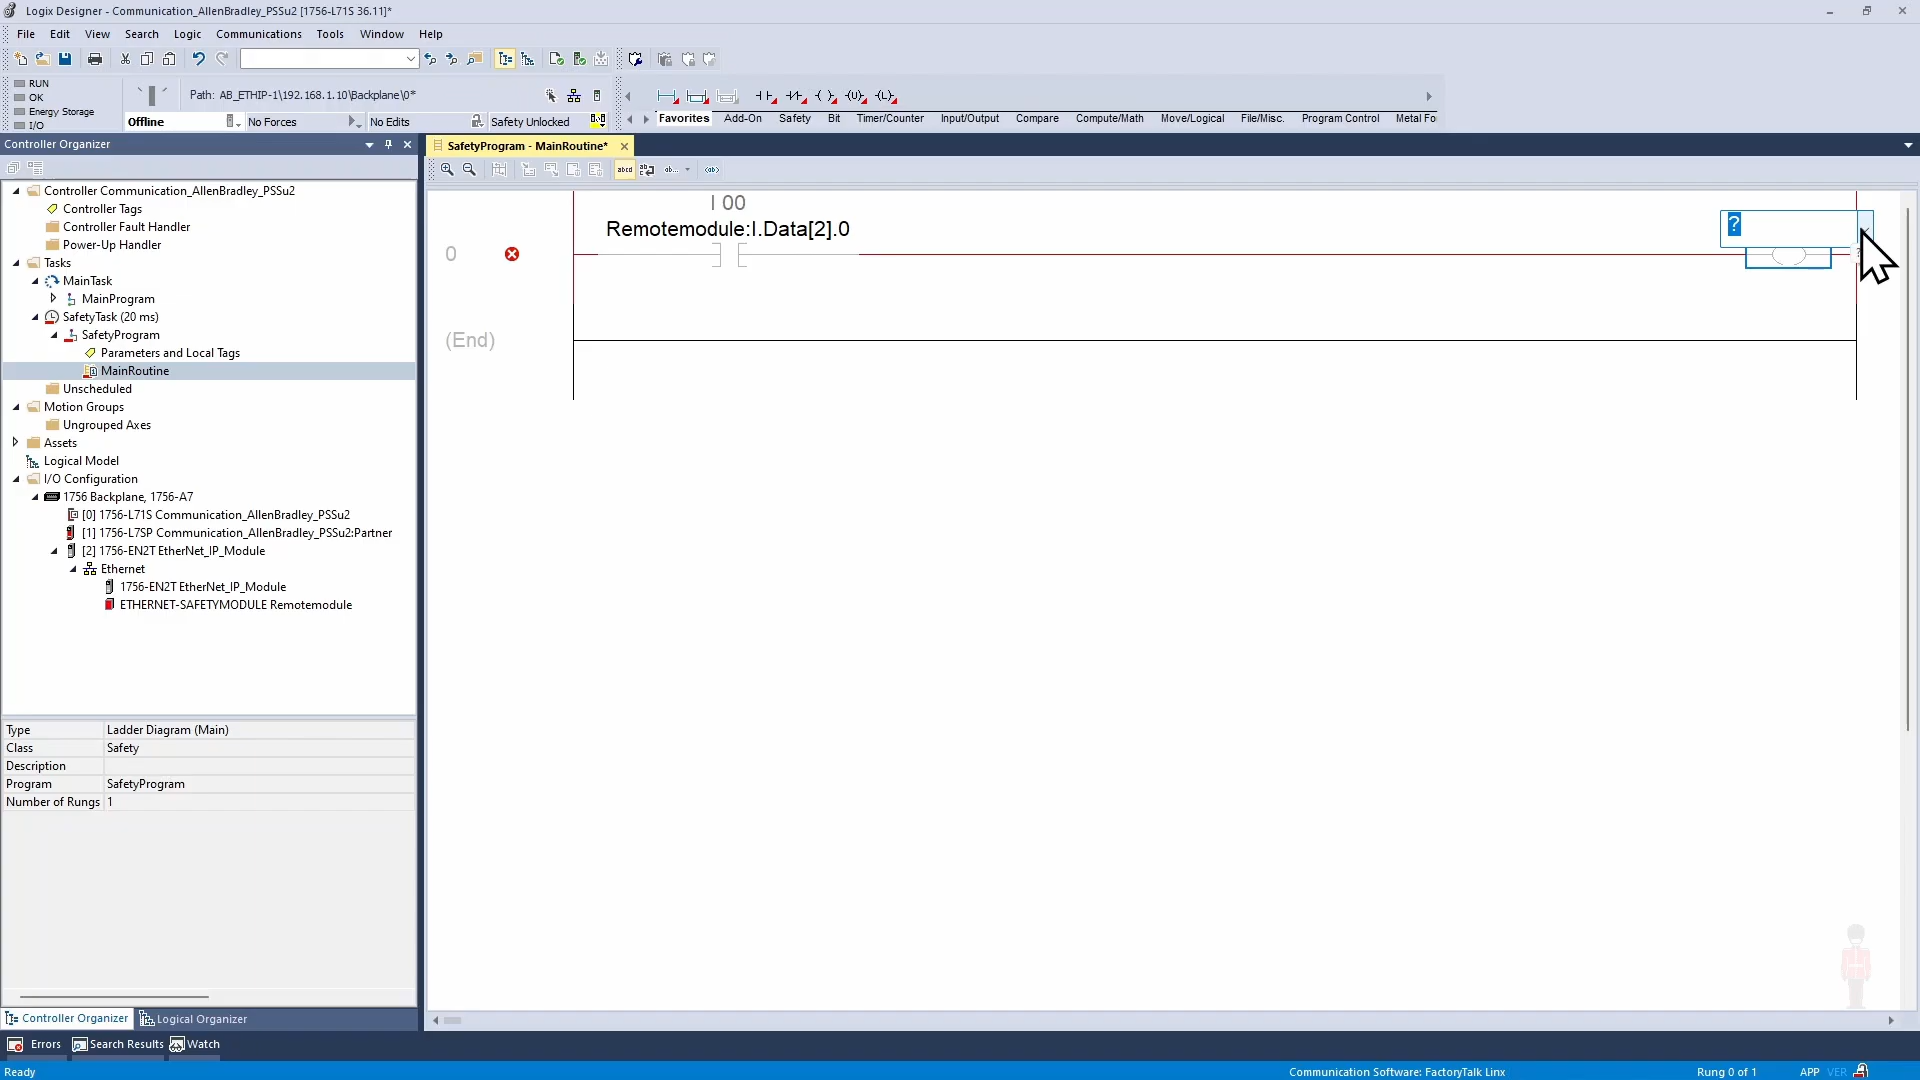 Logix Designer - Communication_AllenBradley_PSSu2 [1756-L71S 36.11]*
File Edit View Search Logic Communications Tools Window Help
RUN
OK
Energy Storage
I/O
Path: AB_ETHIP-1\192.168.1.10\Backplane\0*
Offline No Forces No Edits Safety Unlocked
Favorites Add-On Safety Bit Timer/Counter Input/Output Compare Compute/Math Move/Logical File/Misc. Program Control Metal Fo
Controller Organizer
SafetyProgram - MainRoutine*
Controller Communication_AllenBradley_PSSu2
Controller Tags
Controller Fault Handler
Power-Up Handler
Tasks
MainTask
MainProgram
SafetyTask (20 ms)
SafetyProgram
Parameters and Local Tags
MainRoutine
Unscheduled
Motion Groups
Ungrouped Axes
Assets
Logical Model
I/O Configuration
1756 Backplane, 1756-A7
[0] 1756-L71S Communication_AllenBradley_PSSu2
[1] 1756-L7SP Communication_AllenBradley_PSSu2:Partner
[2] 1756-EN2T EtherNet_IP_Module
Ethernet
1756-EN2T EtherNet_IP_Module
ETHERNET-SAFETYMODULE Remotemodule
I 00
Remotemodule:I.Data[2].0
?
0
(End)
Type Ladder Diagram (Main)
Class Safety
Description
Program SafetyProgram
Number of Rungs 1
Controller Organizer Logical Organizer
Errors Search Results Watch
Ready
Communication Software: FactoryTalk Linx
Rung 0 of 1
APP VER